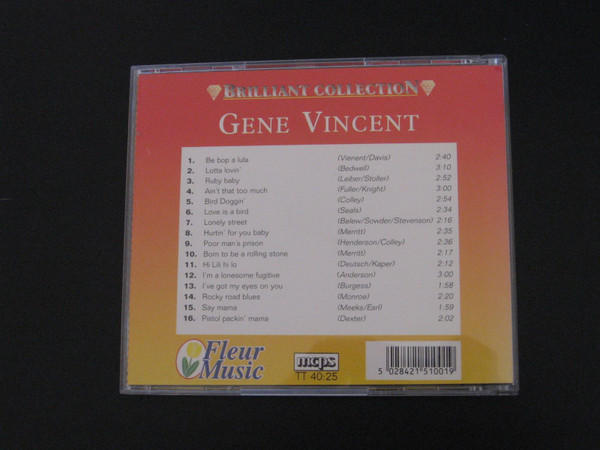 BRILLIANT COLLECTION
GENE VINCENT
1. Be bop a lula (Vienent/Davis) 2:40
2. Lotta lovin' (Bedwell) 3:10
3. Ruby baby (Leiber/Stoller) 2:52
4. Ain't that too much (Fuller/Knight) 3:00
5. Bird Doggin' (Colley) 2:54
6. Love is a bird (Seals) 2:34
7. Lonely street (Belew/Sowder/Stevenson) 2:16
8. Hurtin' for you baby (Merritt) 2:35
9. Poor man's prison (Henderson/Colley) 2:36
10. Born to be a rolling stone (Merritt) 2:17
11. Hi Lili hi lo (Deutsch/Kaper) 2:12
12. I'm a lonesome fugitive (Anderson) 3:00
13. I've got my eyes on you (Burgess) 1:58
14. Rocky road blues (Monroe) 2:20
15. Say mama (Meeks/Earl) 1:59
16. Pistol packin' mama (Dexter) 2:02
Fleur
Music
mcps
TT 40:25
5 028421 510019